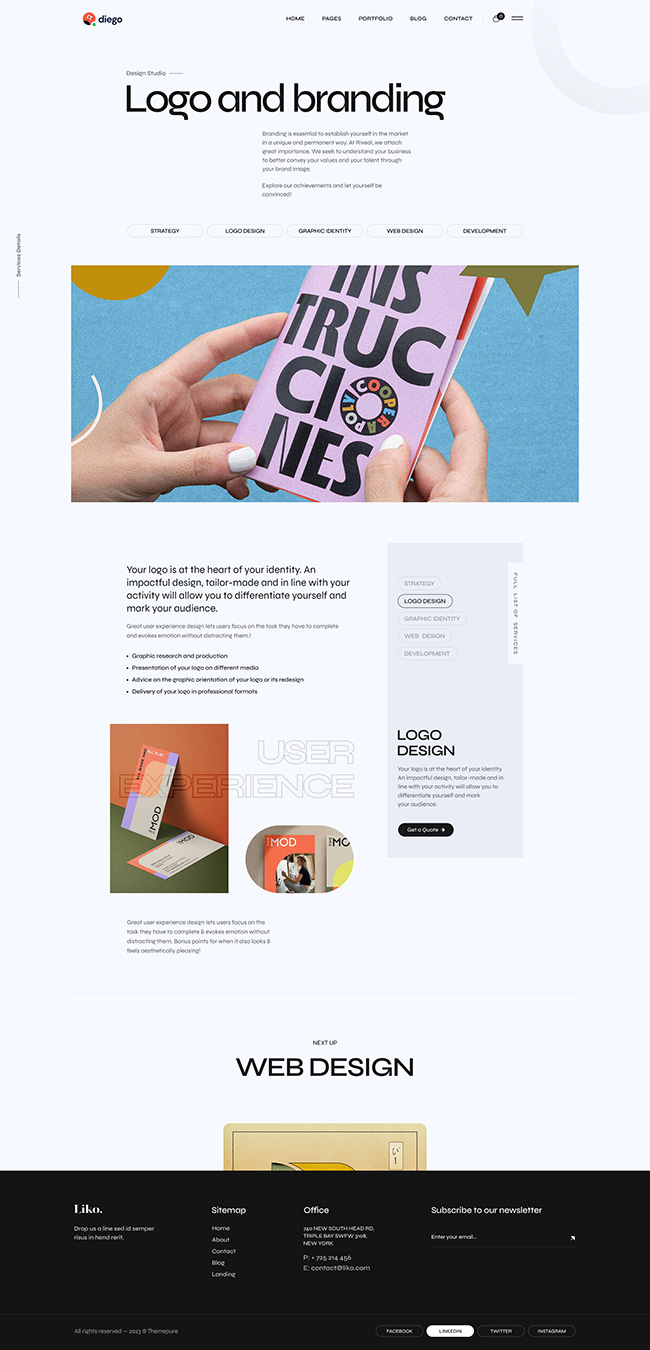 diego
HOME
PAGES
PORTFOLIO
BLOG
CONTACT
0
Design Studio
Logo and branding
Branding is essential to establish yourself in the market
in a unique and permanent way. At Riveal, we attach
great importance. We seek to understand your business
to better convey your values and your talent through
your brand image.
Explore our achievements and let yourself be
convinced!
Services Details
STRATEGY
LOGO DESIGN
GRAPHIC IDENTITY
WEB DESIGN
DEVELOPMENT
INS
TRUC
CI
NES
COOPER APOLY
Your logo is at the heart of your identity. An
impactful design, tailor-made and in line with your
activity will allow you to differentiate yourself and
mark your audience.
Great user experience design lets users focus on the task they have to complete
and evokes emotion without distracting them.!
• Graphic research and production
• Presentation of your logo on different media
• Advice on the graphic orientation of your logo or its redesign
• Delivery of your logo in professional formats
STRATEGY
LOGO DESIGN
GRAPHIC IDENTITY
WEB DESIGN
DEVELOPMENT
FULL LIST OF SERVICES
LOGO
DESIGN
Your logo is at the heart of your identity.
An impactful design, tailor-made and in
line with your activity will allow you to
differentiate yourself and mark
your audience.
Get a Quote →
USER
EXPERIENCE
THE MOD
MOD
THE MOD
MO
Great user experience design lets users focus on the
task they have to complete & evokes emotion without
distracting them. Bonus points for when it also looks &
feels aesthetically pleasing!
NEXT UP
WEB DESIGN
Liko.
Drop us a line sed id semper
risus in hend rerit.
Sitemap
Home
About
Contact
Blog
Landing
Office
740 NEW SOUTH HEAD RD,
TRIPLE BAY SWFW 3108,
NEW YORK
P: + 725 214 456
E: contact@liko.com
Subscribe to our newsletter
Enter your email...
All rights reserved — 2023 © Themepure
FACEBOOK
LINKEDIN
TWITTER
INSTAGRAM